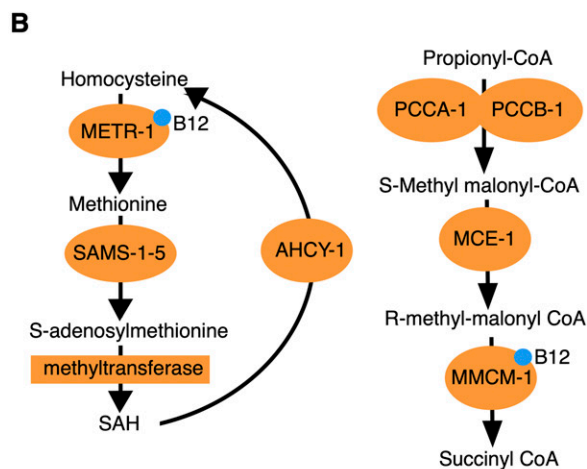 B
Homocysteine
METR-1
B12
Methionine
SAMS-1-5
AHCY-1
S-adenosylmethionine
methyltransferase
SAH
Propionyl-CoA
PCCA-1
PCCB-1
S-Methyl malonyl-CoA
MCE-1
R-methyl-malonyl CoA
B12
MMCM-1
Succinyl CoA